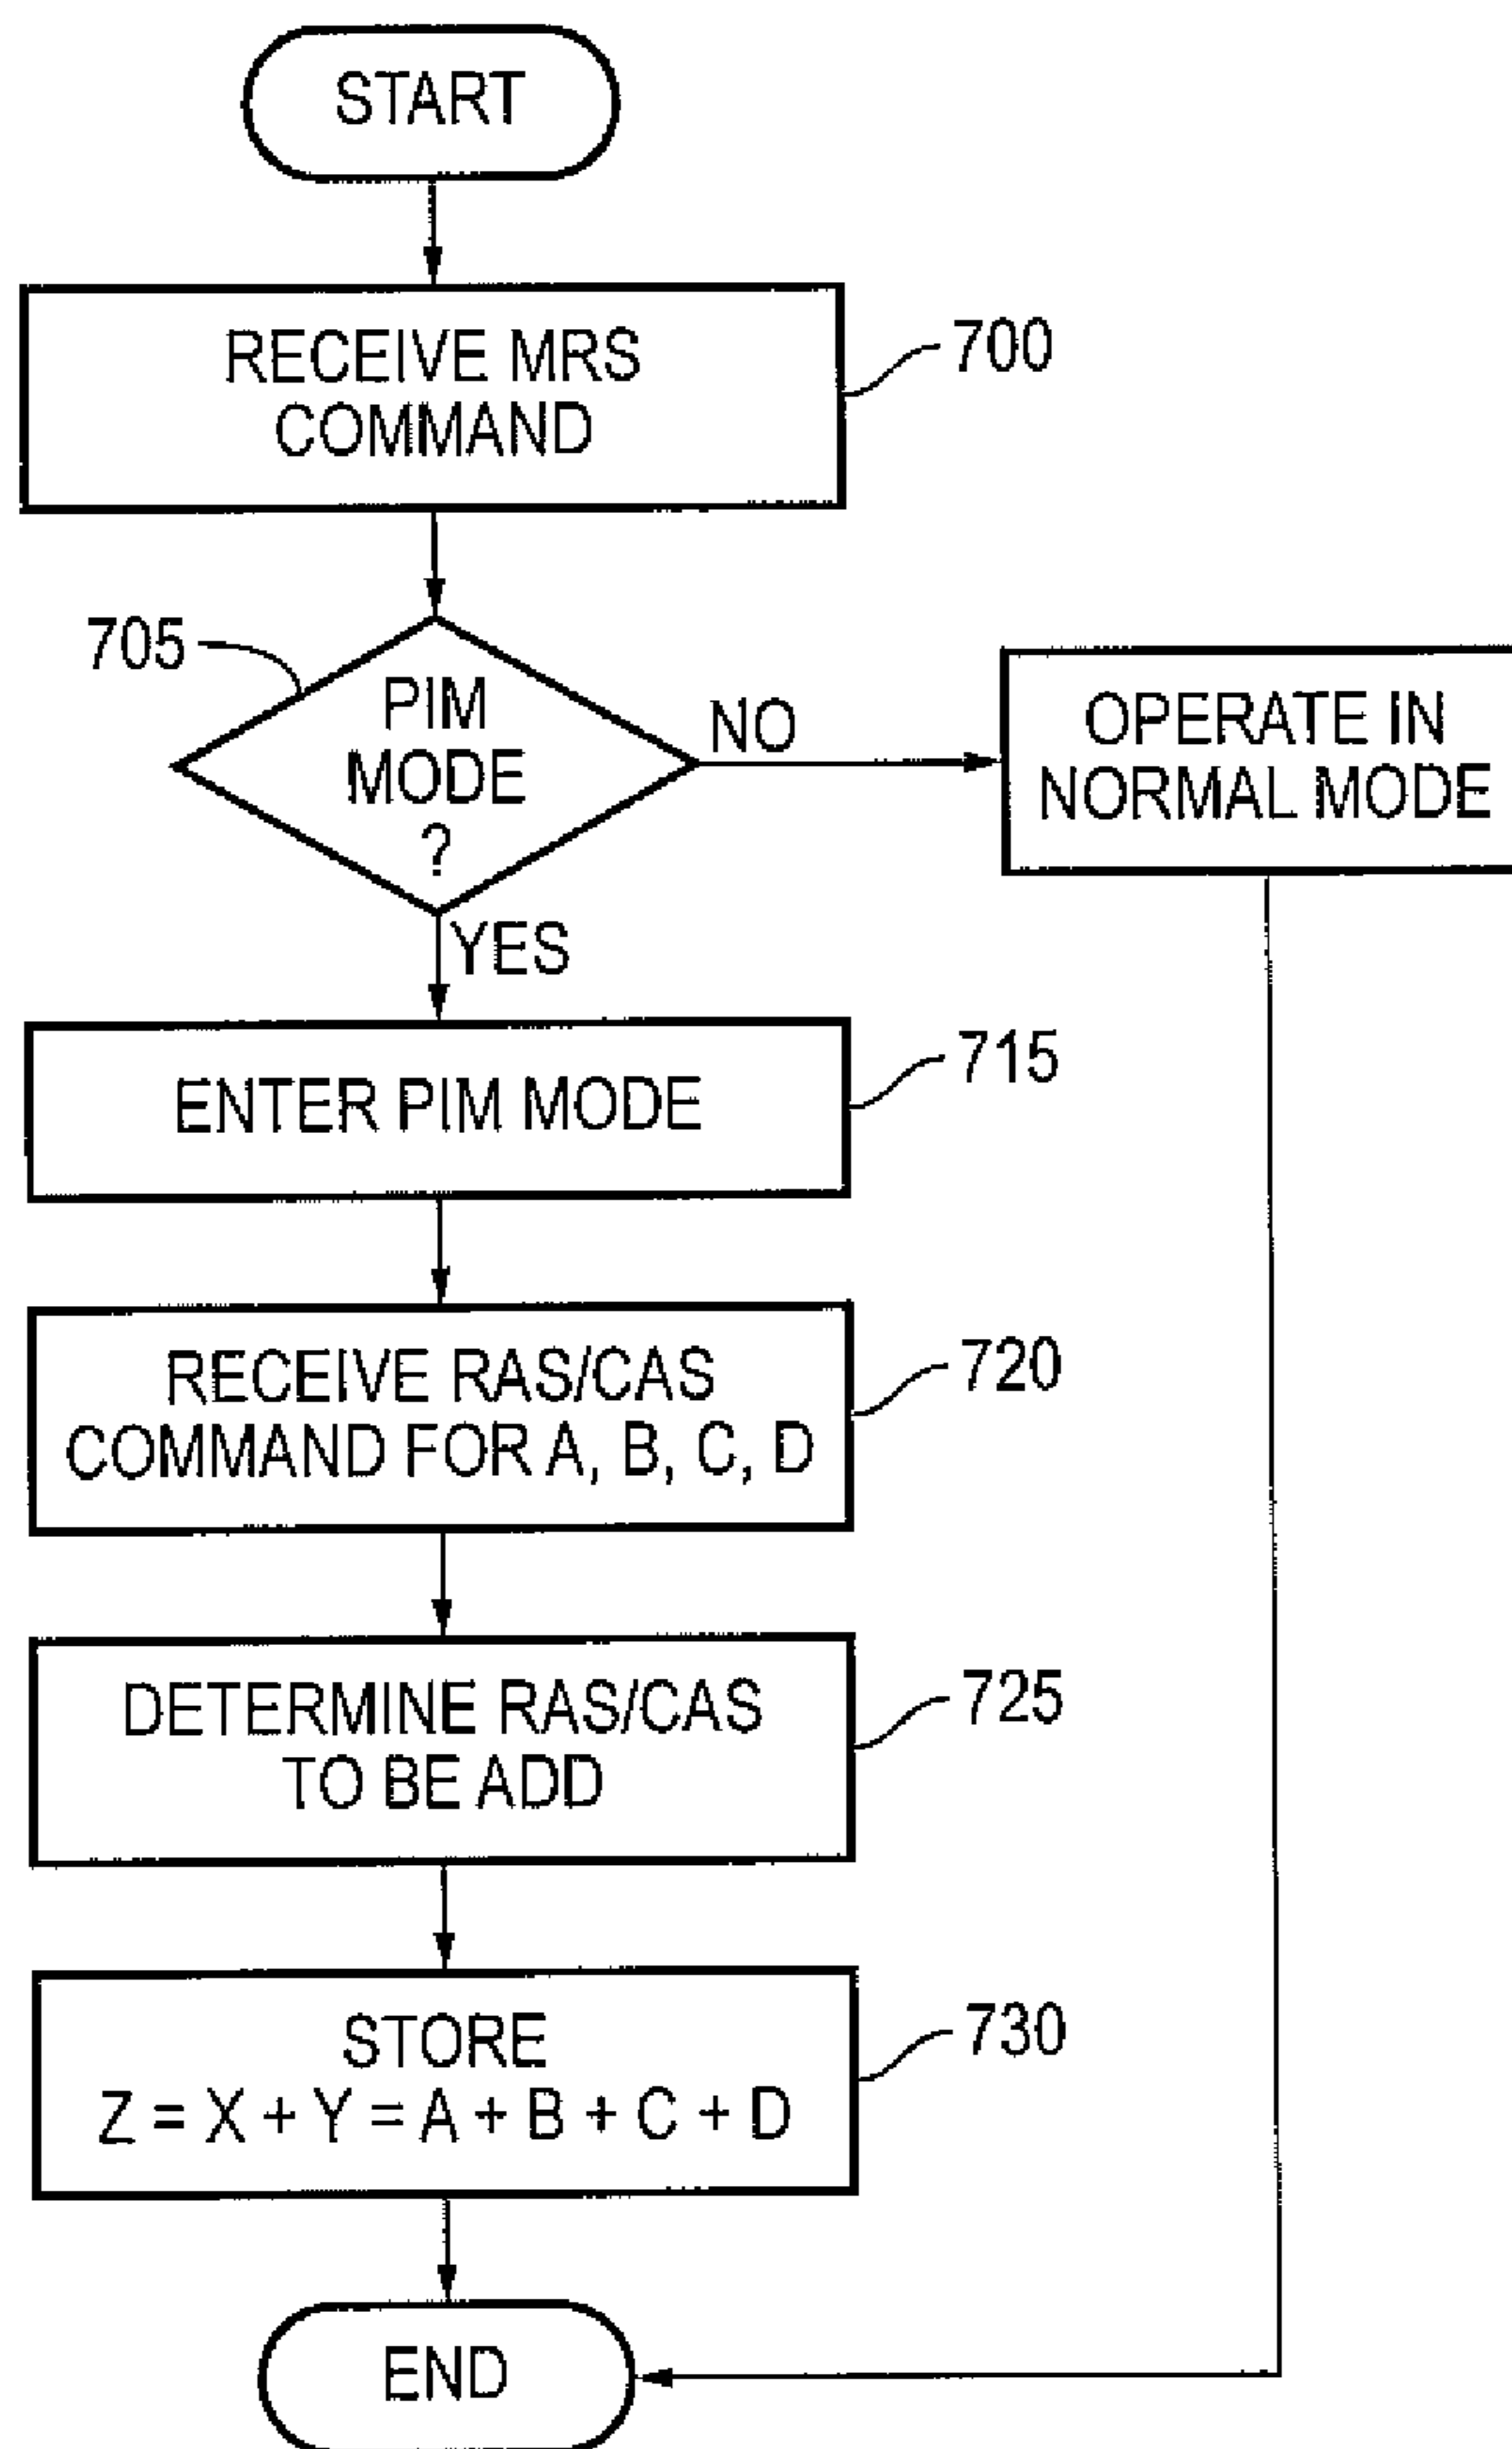 START
RECEIVE MRS
COMMAND
700
705
PIM
MODE
?
NO
OPERATE IN
NORMAL MODE
YES
ENTER PIM MODE
715
RECEIVE RAS/CAS
COMMAND FOR A, B, C, D
720
DETERMINE RAS/CAS
TO BE ADD
725
STORE
Z = X + Y = A + B + C + D
730
END